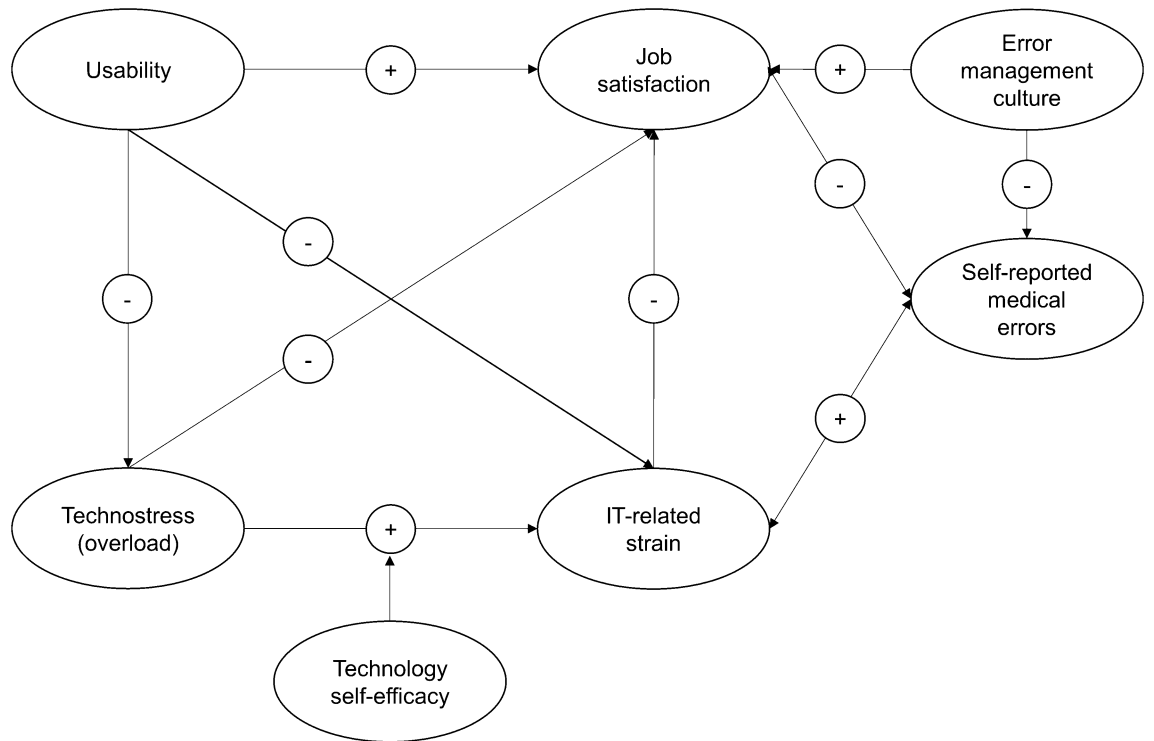 Usability
+
Job
satisfaction
+
Error
management
culture
-
-
-
-
-
-
Self-reported
medical
errors
-
+
Technostress
(overload)
+
IT-related
strain
Technology
self-efficacy